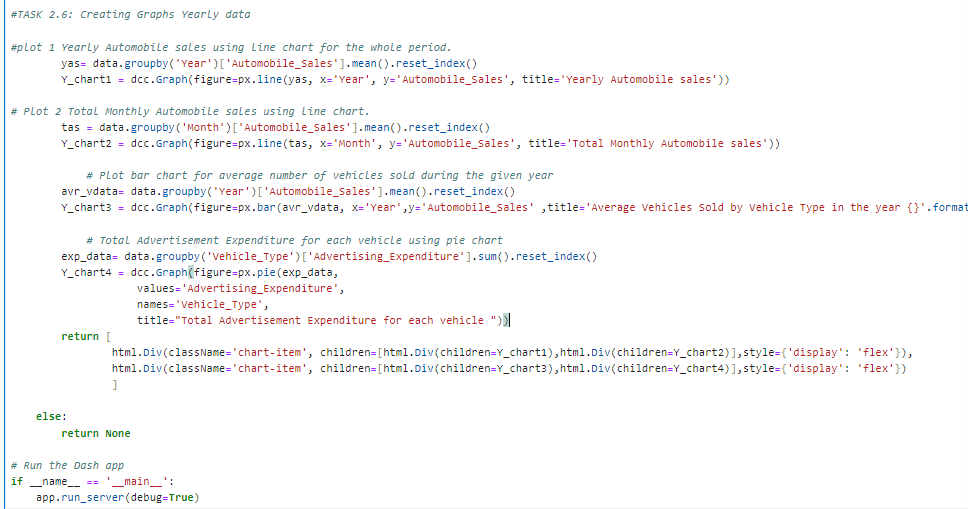 #TASK 2.6: Creating Graphs Yearly data
#plot 1 Yearly Automobile sales using line chart for the whole period.
yas= data.groupby('Year')['Automobile_Sales'].mean().reset_index()
Y_chart1 = dcc.Graph(figure=px.line(yas, x='Year', y='Automobile_Sales', title='Yearly Automobile sales'))
# Plot 2 Total Monthly Automobile sales using line chart.
tas = data.groupby('Month')['Automobile_Sales'].mean().reset_index()
Y_chart2 = dcc.Graph(figure=px.line(tas, x='Month', y='Automobile_Sales', title='Total Monthly Automobile sales'))
# Plot bar chart for average number of vehicles sold during the given year
avr_vdata= data.groupby('Year')['Automobile_Sales'].mean().reset_index()
Y_chart3 = dcc.Graph(figure=px.bar(avr_vdata, x='Year',y='Automobile_Sales' ,title='Average Vehicles Sold by Vehicle Type in the year {}'.format
# Total Advertisement Expenditure for each vehicle using pie chart
exp_data= data.groupby('Vehicle_Type')['Advertising_Expenditure'].sum().reset_index()
Y_chart4 = dcc.Graph(figure=px.pie(exp_data,
values='Advertising_Expenditure',
names='Vehicle_Type',
title="Total Advertisement Expenditure for each vehicle "))
return [
html.Div(className='chart-item', children=[html.Div(children=Y_chart1),html.Div(children=Y_chart2)],style={'display': 'flex'}),
html.Div(className='chart-item', children=[html.Div(children=Y_chart3),html.Div(children=Y_chart4)],style={'display': 'flex'})
]
else:
return None
# Run the Dash app
if __name__ == '__main__':
app.run_server(debug=True)